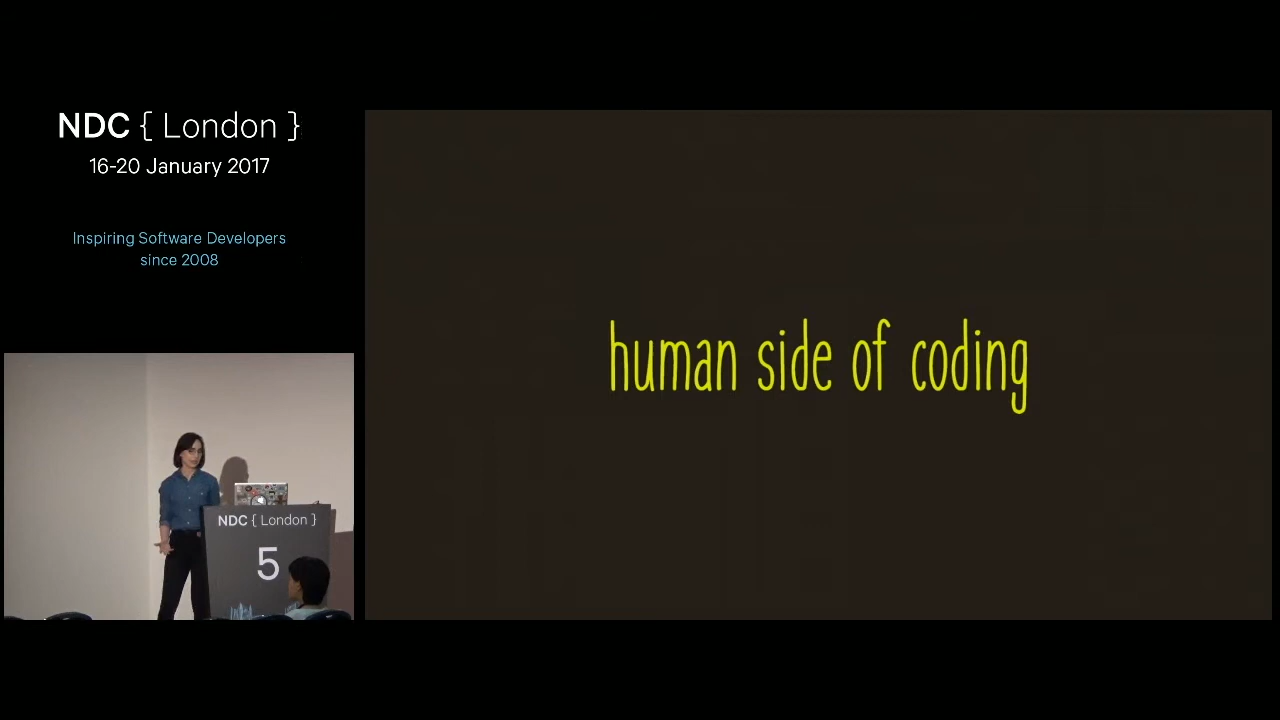 NDC { London }
16-20 January 2017
Inspiring Software Developers
since 2008
human side of coding
NDC { London }
5